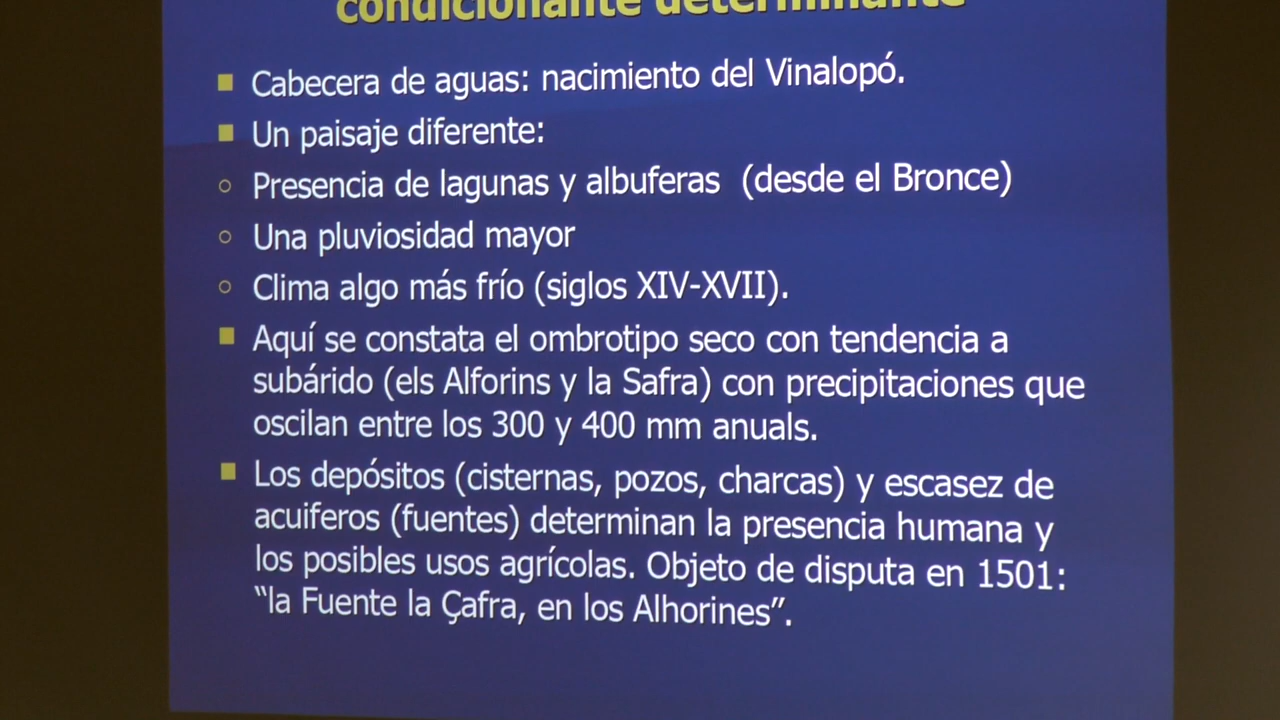 condicionante determinante
Cabecera de aguas: nacimiento del Vinalopó.
Un paisaje diferente:
Presencia de lagunas y albuferas (desde el Bronce)
Una pluviosidad mayor
Clima algo más frío (siglos XIV-XVII).
Aquí se constata el ombrotipo seco con tendencia a
subárido (els Alforins y la Safra) con precipitaciones que
oscilan entre los 300 y 400 mm anuals.
Los depósitos (cisternas, pozos, charcas) y escasez de
acuiferos (fuentes) determinan la presencia humana y
los posibles usos agrícolas. Objeto de disputa en 1501:
“la Fuente la Çafra, en los Alhorines”.